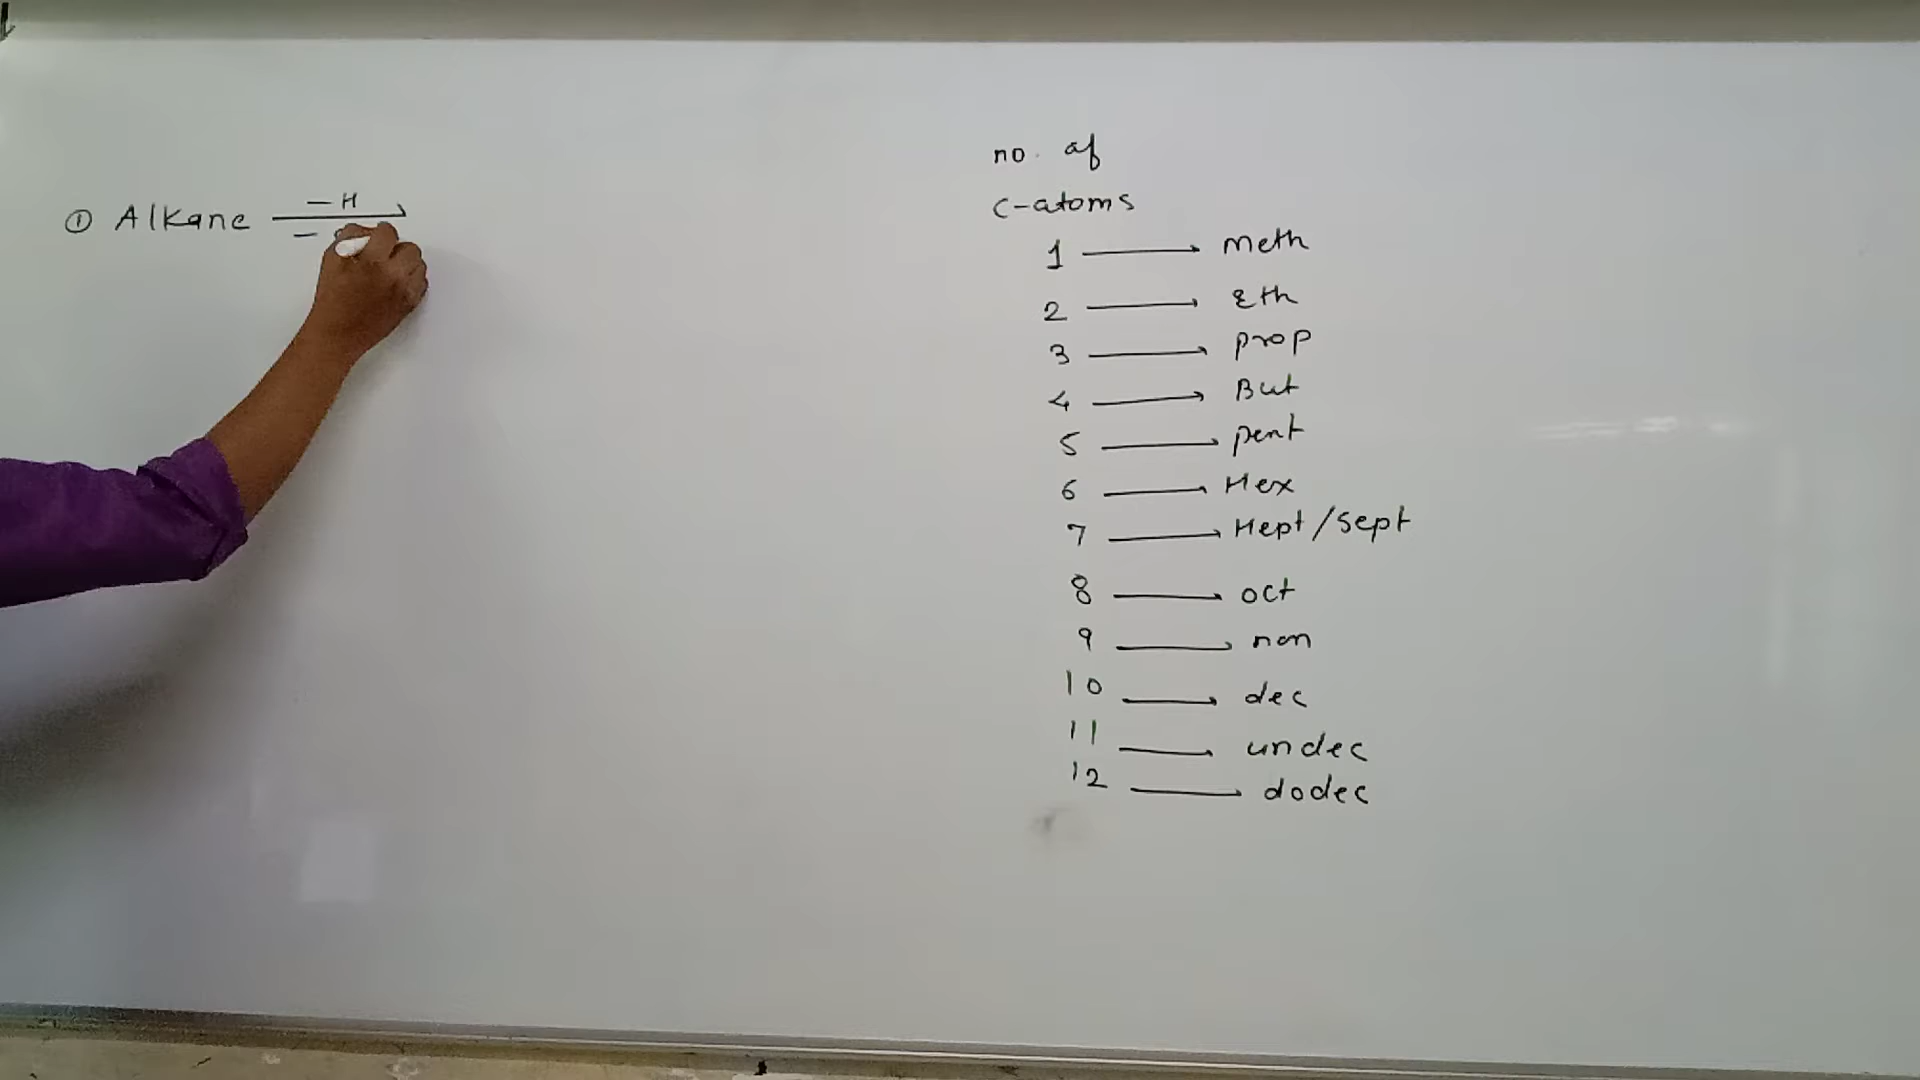 ① Alkane — H
—
no. of
C-atoms
1 → meth
2 → Eth
3 → prop
4 → But
5 → pent
6 → Hex
7 → Hept/sept
8 → oct
9 → non
10 → dec
11 → undec
12 → dodec